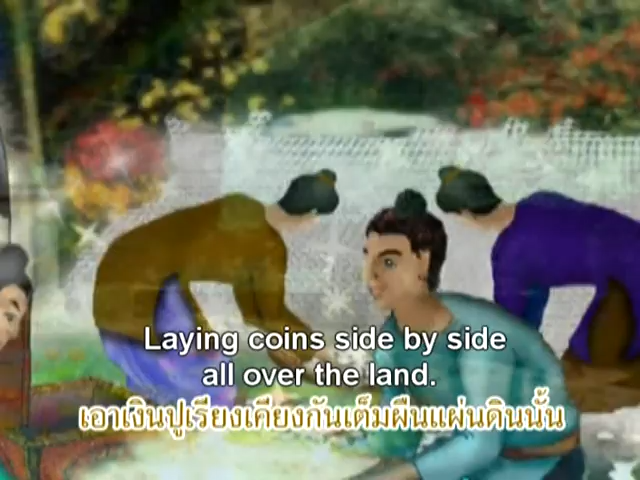 Laying coins side by side
all over the land.
เอาเงินปูเรียงเคียงกันเต็มผืนแผ่นดินนั้น